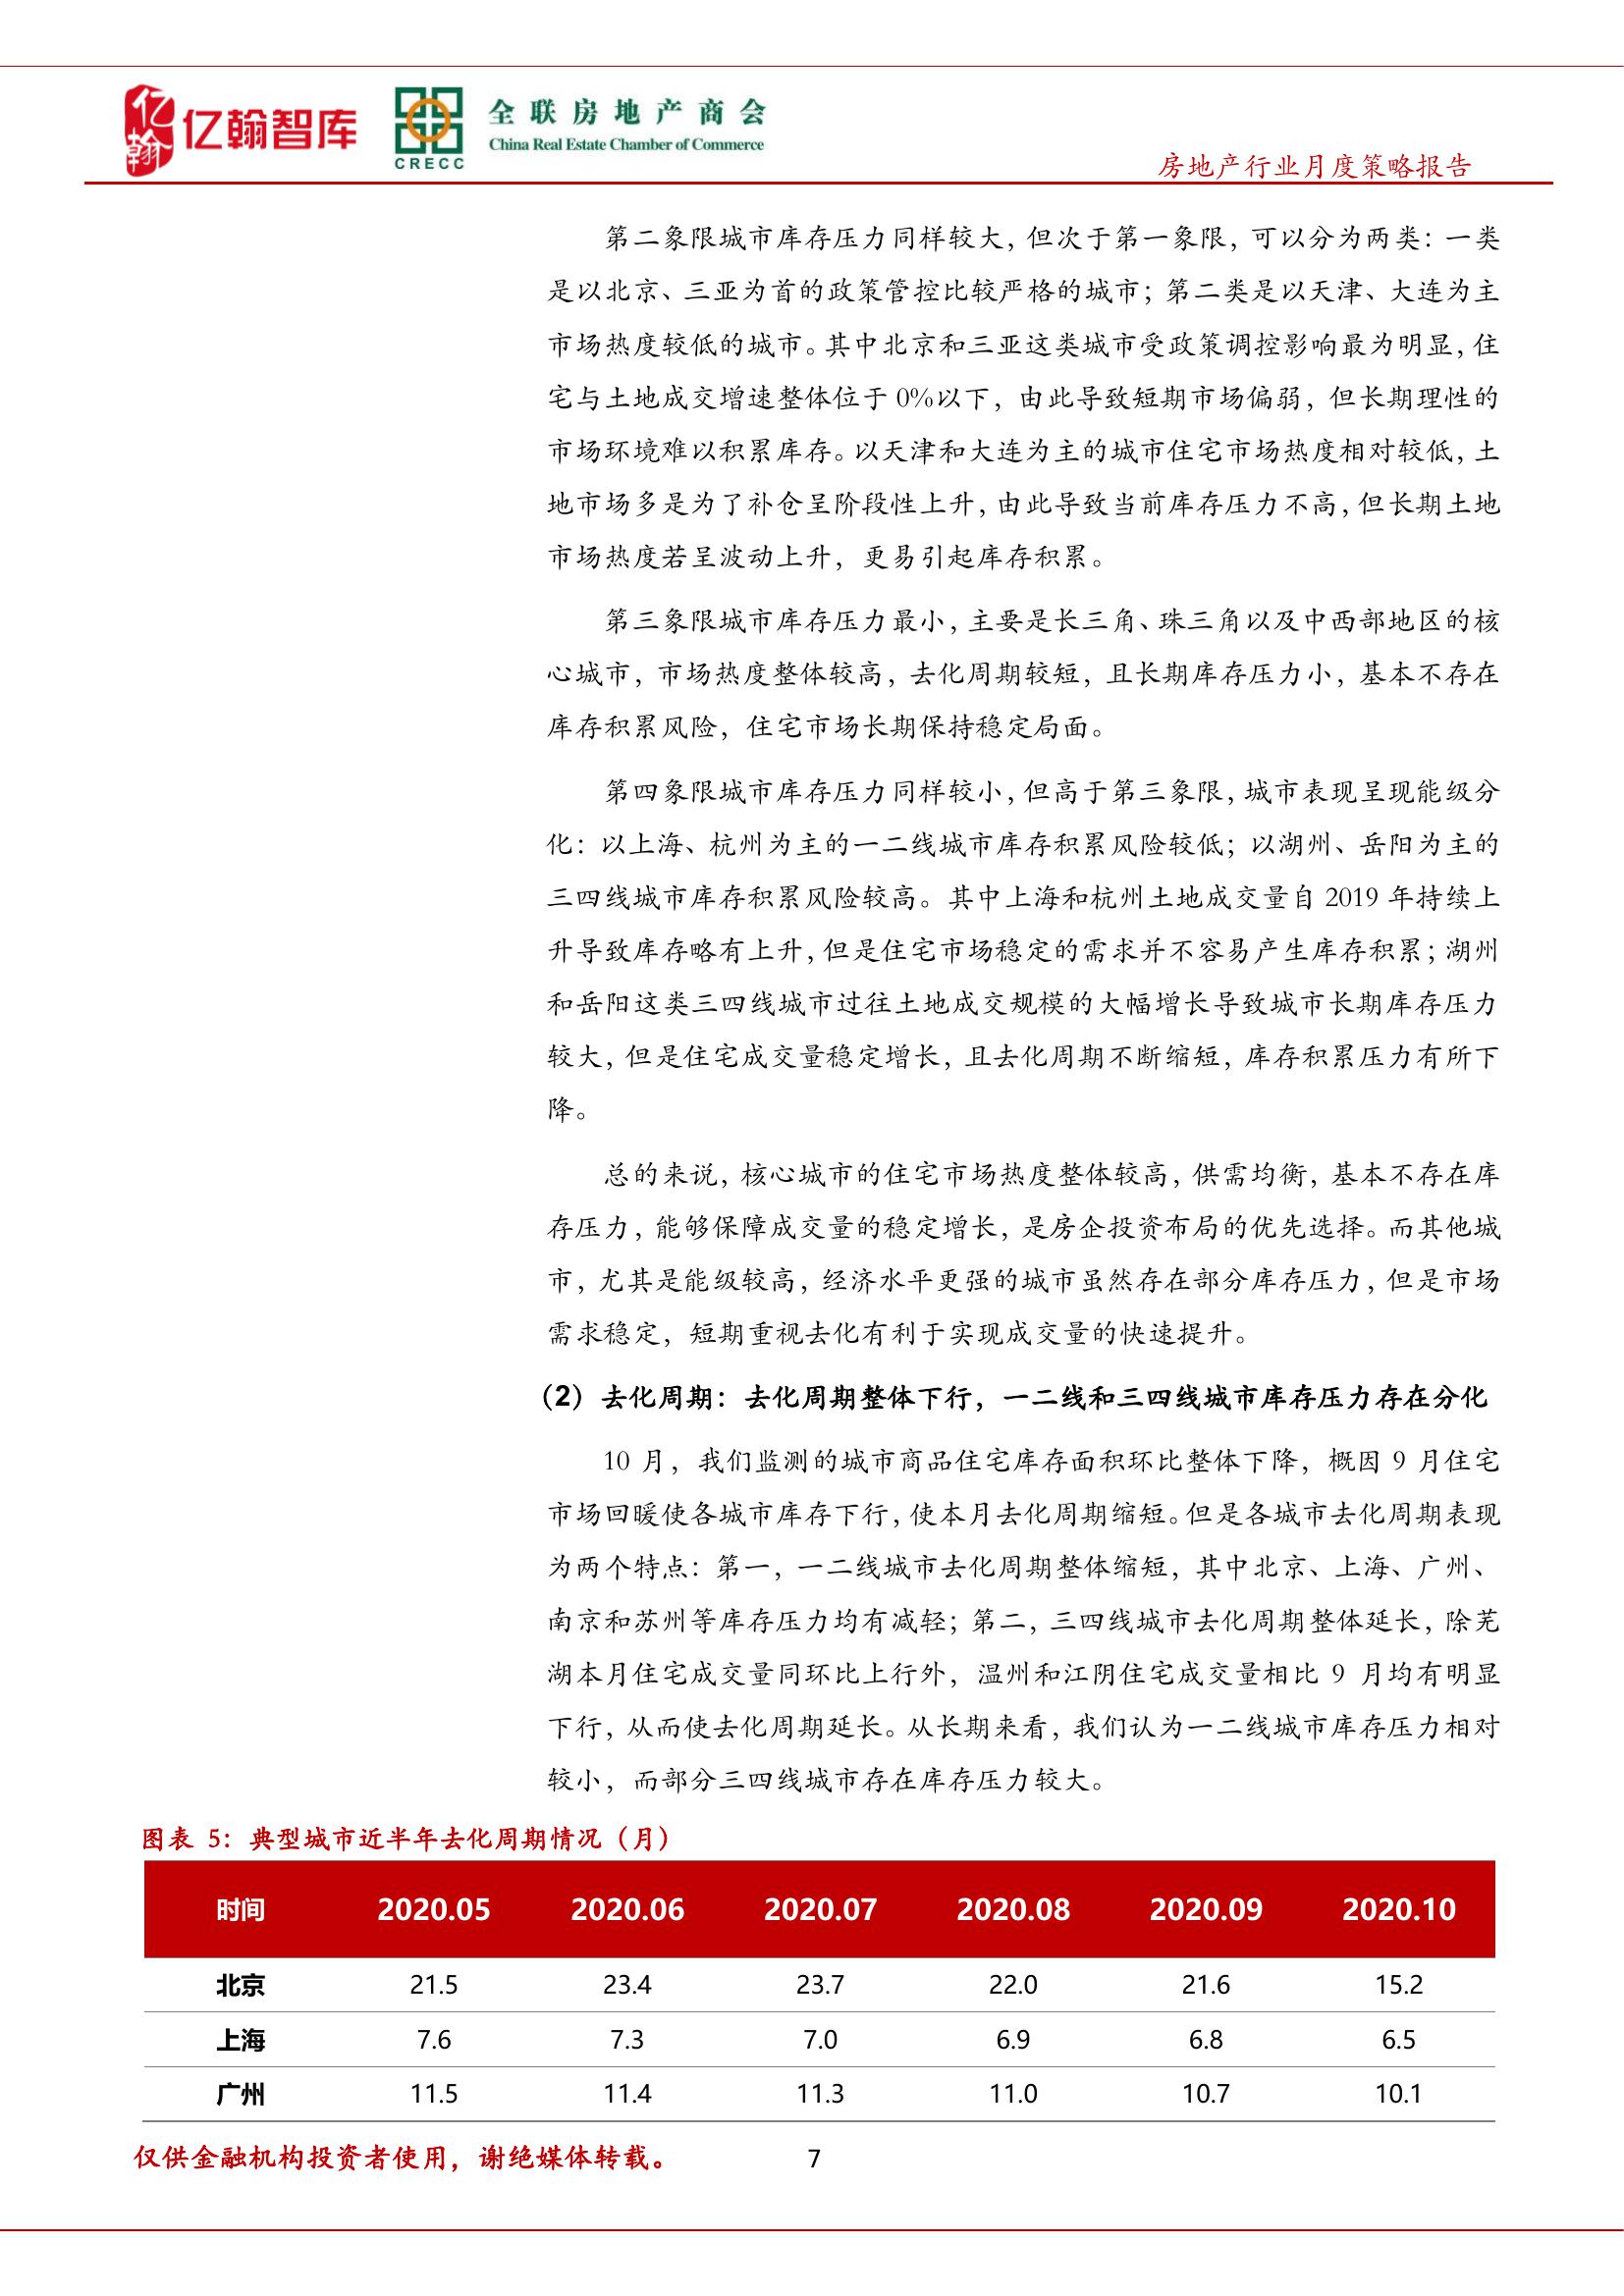 亿翰 亿翰智库 CRECC 全联房地产商会
China Real Estate Chamber of Commerce
房地产行业月度策略报告
第二象限城市库存压力同样较大，但次于第一象限，可以分为两类：一类
是以北京、三亚为首的政策管控比较严格的城市；第二类是以天津、大连为主
市场热度较低的城市。其中北京和三亚这类城市受政策调控影响最为明显，住
宅与土地成交增速整体位于 0%以下，由此导致短期市场偏弱，但长期理性的
市场环境难以积累库存。以天津和大连为主的城市住宅市场热度相对较低，土
地市场多是为了补仓呈阶段性上升，由此导致当前库存压力不高，但长期土地
市场热度若呈波动上升，更易引起库存积累。
第三象限城市库存压力最小，主要是长三角、珠三角以及中西部地区的核
心城市，市场热度整体较高，去化周期较短，且长期库存压力小，基本不存在
库存积累风险，住宅市场长期保持稳定局面。
第四象限城市库存压力同样较小，但高于第三象限，城市表现呈现能级分
化：以上海、杭州为主的一二线城市库存积累风险较低；以湖州、岳阳为主的
三四线城市库存积累风险较高。其中上海和杭州土地成交量自 2019 年持续上
升导致库存略有上升，但是住宅市场稳定的需求并不容易产生库存积累；湖州
和岳阳这类三四线城市过往土地成交规模的大幅增长导致城市长期库存压力
较大，但是住宅成交量稳定增长，且去化周期不断缩短，库存积累压力有所下
降。
总的来说，核心城市的住宅市场热度整体较高，供需均衡，基本不存在库
存压力，能够保障成交量的稳定增长，是房企投资布局的优先选择。而其他城
市，尤其是能级较高，经济水平更强的城市虽然存在部分库存压力，但是市场
需求稳定，短期重视去化有利于实现成交量的快速提升。
（2）去化周期：去化周期整体下行，一二线和三四线城市库存压力存在分化
10 月，我们监测的城市商品住宅库存面积环比整体下降，概因 9 月住宅
市场回暖使各城市库存下行，使本月去化周期缩短。但是各城市去化周期表现
为两个特点：第一，一二线城市去化周期整体缩短，其中北京、上海、广州、
南京和苏州等库存压力均有减轻；第二，三四线城市去化周期整体延长，除芜
湖本月住宅成交量同环比上行外，温州和江阴住宅成交量相比 9 月均有明显
下行，从而使去化周期延长。从长期来看，我们认为一二线城市库存压力相对
较小，而部分三四线城市存在库存压力较大。
图表 5：典型城市近半年去化周期情况（月）
时间 2020.05 2020.06 2020.07 2020.08 2020.09 2020.10
北京 21.5 23.4 23.7 22.0 21.6 15.2
上海 7.6 7.3 7.0 6.9 6.8 6.5
广州 11.5 11.4 11.3 11.0 10.7 10.1
仅供金融机构投资者使用，谢绝媒体转载。 7